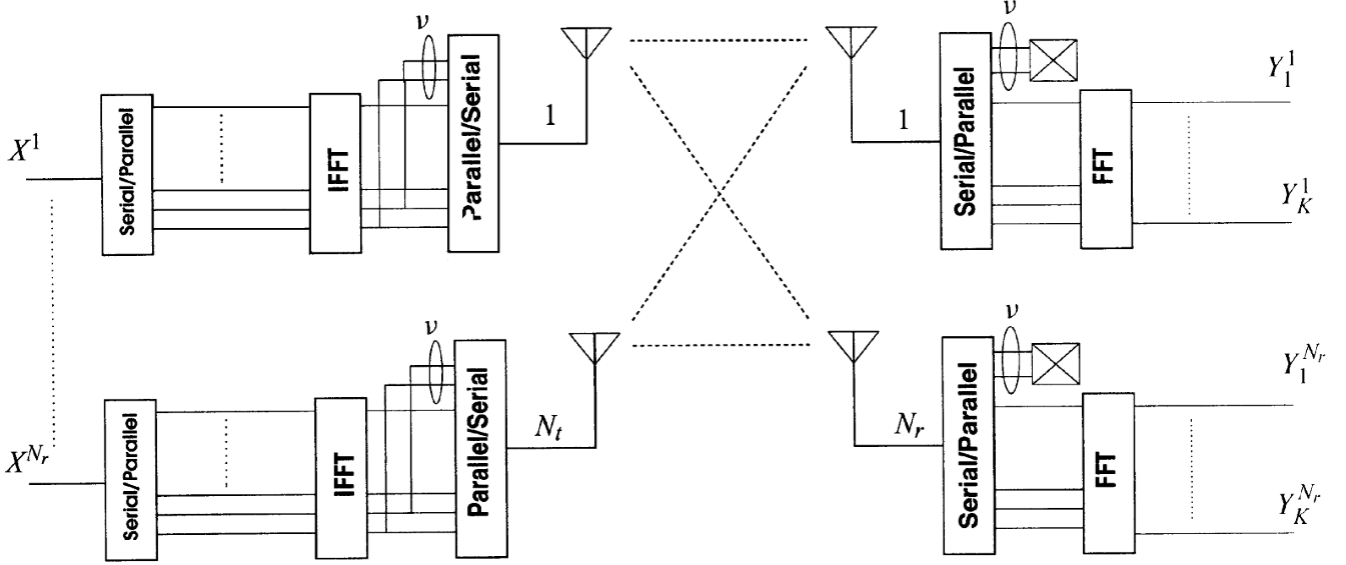 X^1
Serial/Parallel
IFFT
ν
Parallel/Serial
1
1
Serial/Parallel
ν
FFT
Y_1^1
Y_K^1
X^{N_r}
Serial/Parallel
IFFT
ν
Parallel/Serial
N_t
N_r
Serial/Parallel
ν
FFT
Y_1^{N_r}
Y_K^{N_r}